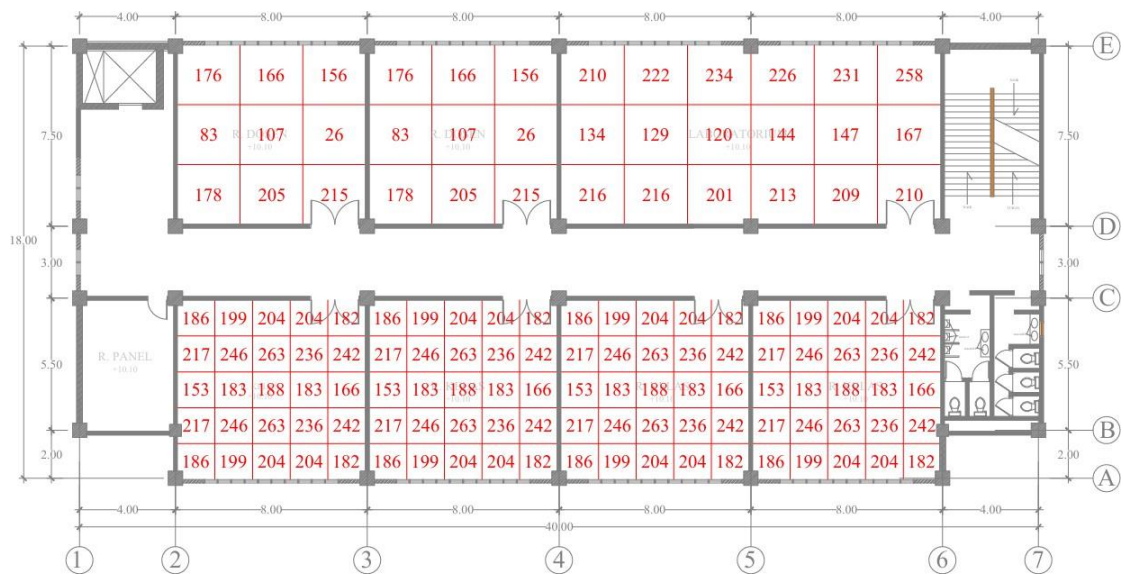 4.00 8.00 8.00 8.00 8.00 4.00
E
176 166 156 176 166 156 210 222 234 226 231 258
7.50 83 107 26 83 107 26 134 129 120 144 147 167 7.50
R. DOSEN LABORATORIUM
+10.10 +10.10 +10.10
178 205 215 178 205 215 216 216 201 213 209 210
D
18.00
3.00 3.00
C
186 199 204 204 182 186 199 204 204 182 186 199 204 204 182 186 199 204 204 182
217 246 263 236 242 217 246 263 236 242 217 246 263 236 242 217 246 263 236 242
R. PANEL
+10.10
5.50 5.50
153 183 188 183 166 153 183 188 183 166 153 183 188 183 166 153 183 188 183 166
R. KELAS
+10.10 +10.10
217 246 263 236 242 217 246 263 236 242 217 246 263 236 242 217 246 263 236 242
B
2.00 2.00
186 199 204 204 182 186 199 204 204 182 186 199 204 204 182 186 199 204 204 182
A
4.00 8.00 8.00 8.00 8.00 4.00
40.00
1 2 3 4 5 6 7